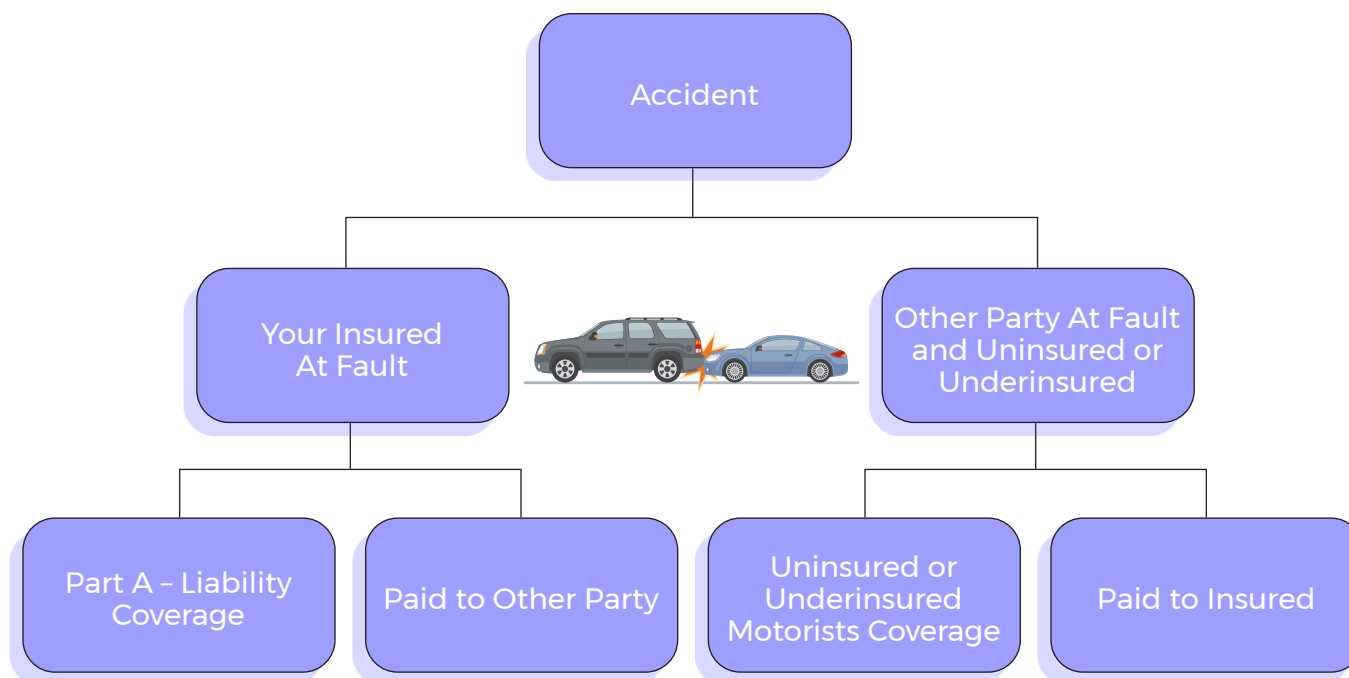 Accident
Your Insured
At Fault
Other Party At Fault
and Uninsured or
Underinsured
Part A – Liability
Coverage
Paid to Other Party
Uninsured or
Underinsured
Motorists Coverage
Paid to Insured